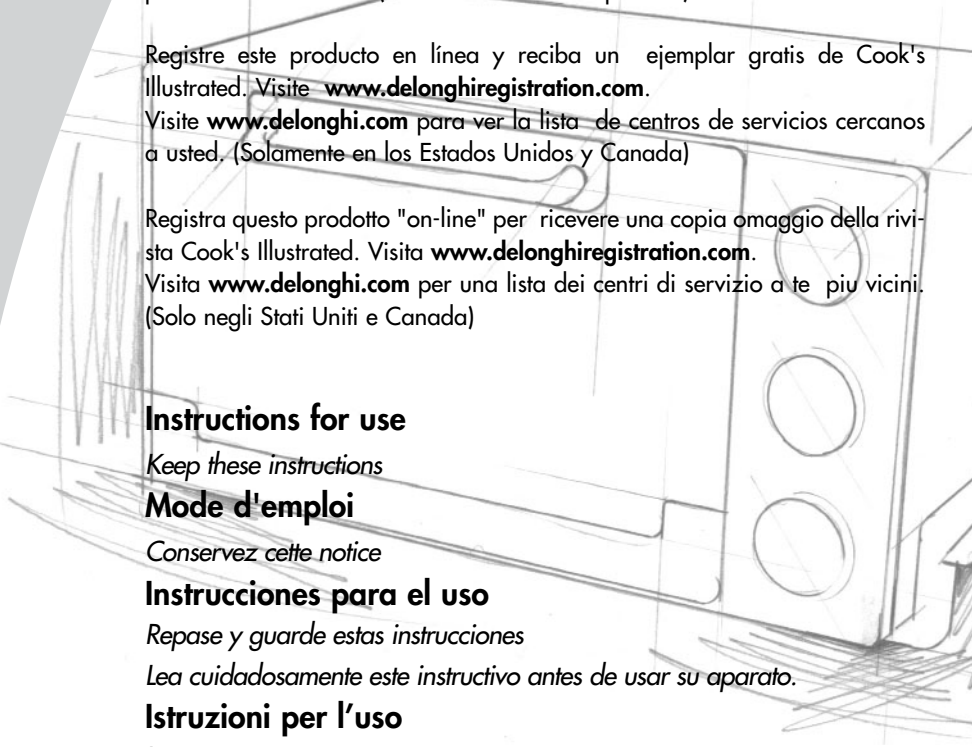 Registre este producto en línea y reciba un ejemplar gratis de Cook's
Illustrated. Visite www.delonghiregistration.com.
Visite www.delonghi.com para ver la lista de centros de servicios cercanos
a usted. (Solamente en los Estados Unidos y Canada)
Registra questo prodotto "on-line" per ricevere una copia omaggio della rivi-
sta Cook's Illustrated. Visita www.delonghiregistration.com.
Visita www.delonghi.com per una lista dei centri di servizio a te piu vicini.
(Solo negli Stati Uniti e Canada)
Instructions for use
Keep these instructions
Mode d'emploi
Conservez cette notice
Instrucciones para el uso
Repase y guarde estas instrucciones
Lea cuidadosamente este instructivo antes de usar su aparato.
Istruzioni per l’uso